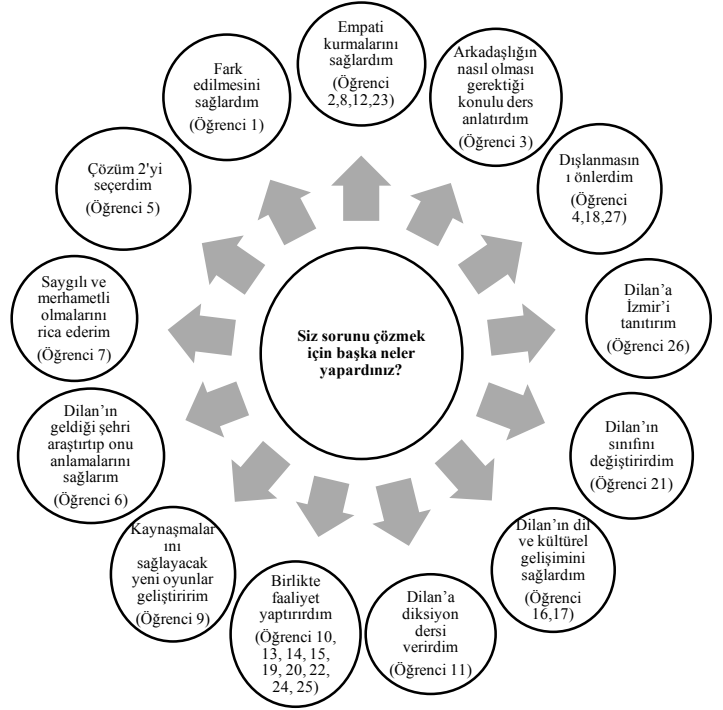 Siz sorunu çözmek
için başka neler
yapardınız?
Empati
kurmalarını
sağlardım
(Öğrenci
2,8,12,23)
Arkadaşlığın
nasıl olması
gerektiği
konulu ders
anlatırdım
(Öğrenci 3)
Dışlanmasın
ı önlerdim
(Öğrenci
4,18,27)
Dilan’a
İzmir’i
tanıtırım
(Öğrenci 26)
Dilan’ın
sınıfını
değiştirirdim
(Öğrenci 21)
Dilan’ın dil
ve kültürel
gelişimini
sağlardım
(Öğrenci
16,17)
Dilan’a
diksiyon
dersi
verirdim
(Öğrenci 11)
Birlikte
faaliyet
yaptırırdım
(Öğrenci 10,
13, 14, 15,
19, 20, 22,
24, 25)
Kaynaşmalar
ını
sağlayacak
yeni oyunlar
geliştiririm
(Öğrenci 9)
Dilan’ın
geldiği şehri
araştırtıp onu
anlamalarını
sağlarım
(Öğrenci 6)
Saygılı ve
merhametli
olmalarını
rica ederim
(Öğrenci 7)
Çözüm 2'yi
seçerdim
(Öğrenci 5)
Fark
edilmesini
sağlardım
(Öğrenci 1)